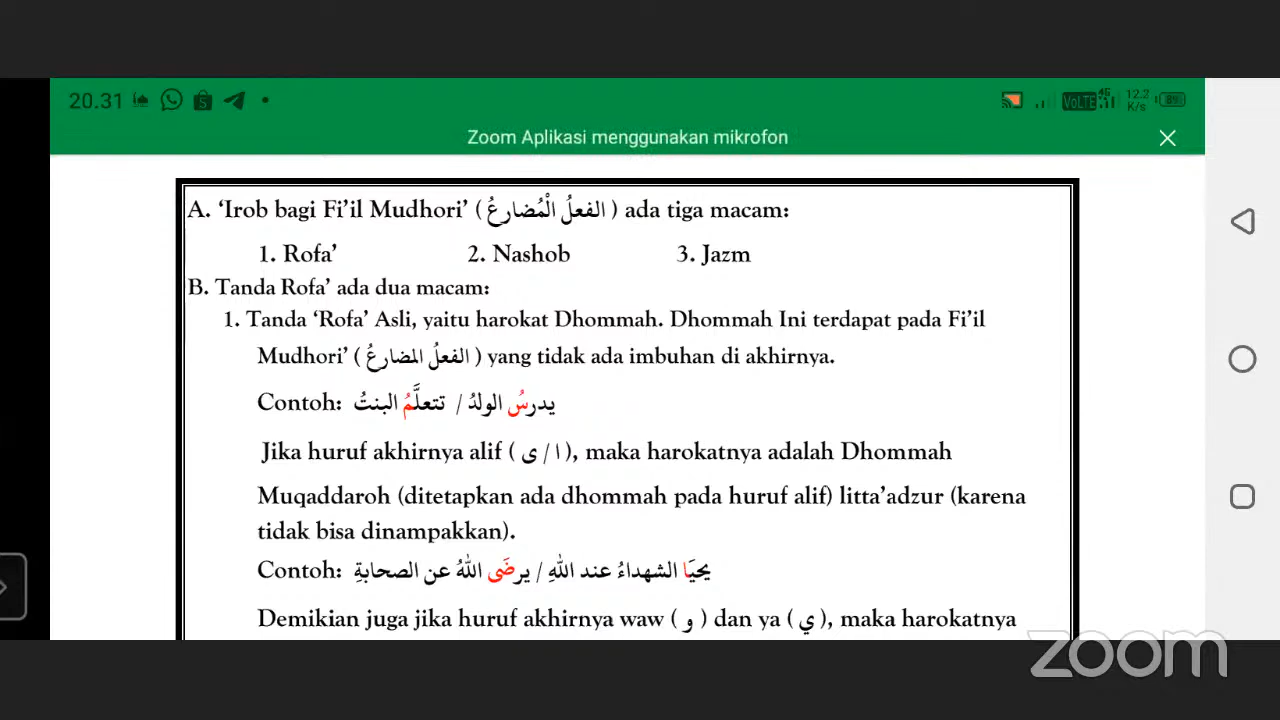 20.31
VoLTE 4G 12.3 K/s 89
Zoom Aplikasi menggunakan mikrofon
A. ‘Irob bagi Fi’il Mudhori’ ( الفعلُ الْمُضارعُ ) ada tiga macam:
1. Rofa’ 2. Nashob 3. Jazm
B. Tanda Rofa’ ada dua macam:
1. Tanda ‘Rofa’ Asli, yaitu harokat Dhommah. Dhommah Ini terdapat pada Fi’il
Mudhori’ ( الفعلُ المضارعُ ) yang tidak ada imbuhan di akhirnya.
Contoh: يدرسُ الولدُ / تتعلَّمُ البنتُ
Jika huruf akhirnya alif ( ا / ى ), maka harokatnya adalah Dhommah
Muqaddaroh (ditetapkan ada dhommah pada huruf alif) litta’adzur (karena
tidak bisa dinampakkan).
Contoh: يحيَا الشهداءُ عند اللهِ / يرضَى اللهُ عن الصحابةِ
Demikian juga jika huruf akhirnya waw ( و ) dan ya ( ي ), maka harokatnya
zoom